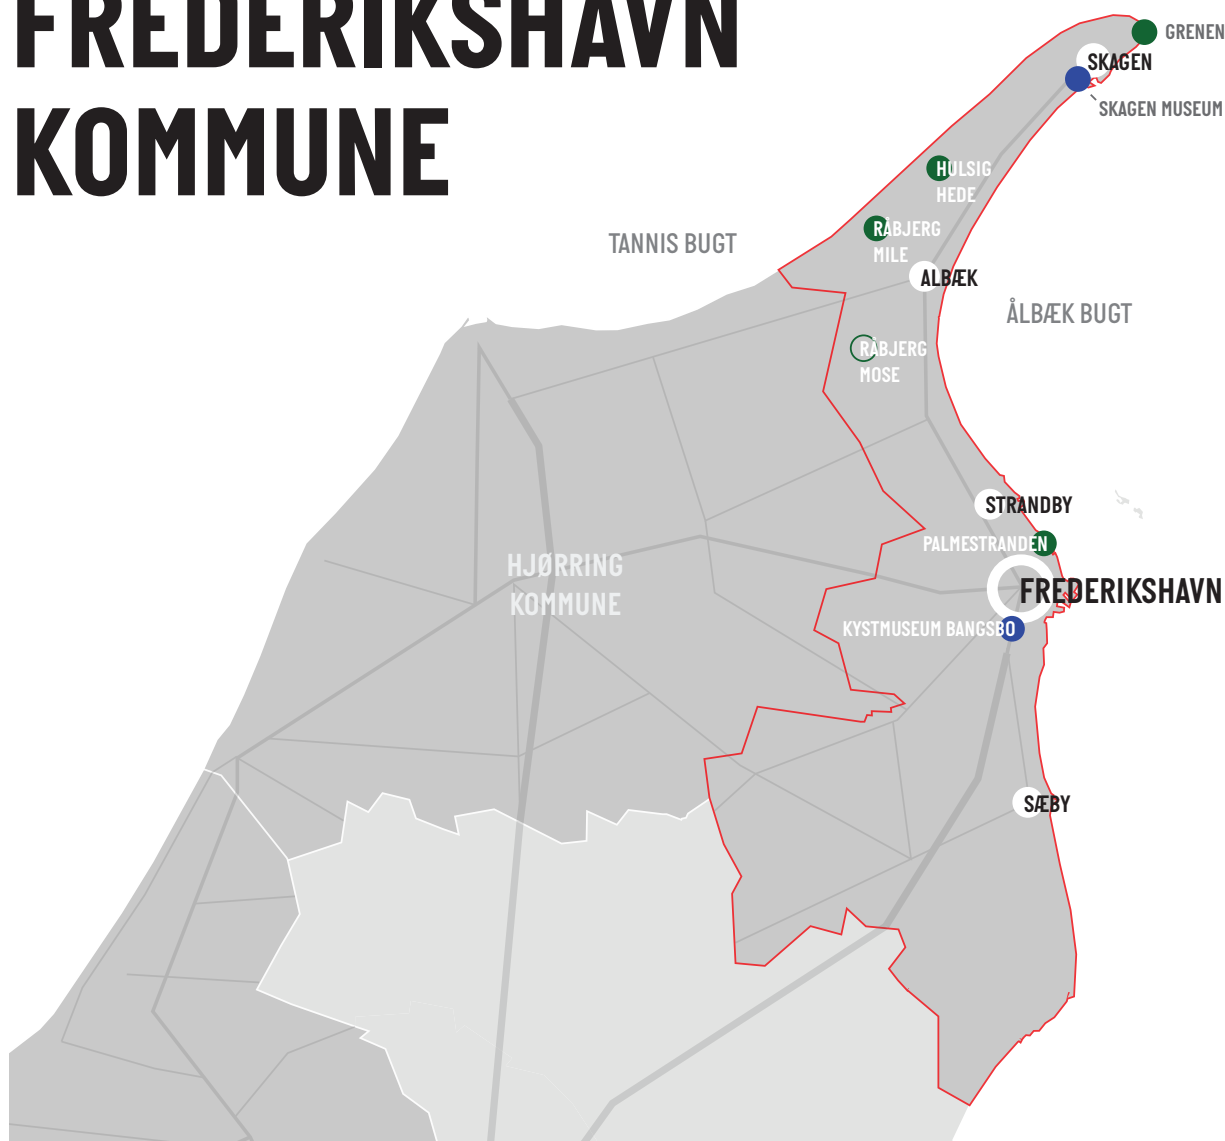 FREDERIKSHAVN
KOMMUNE
GRENEN
SKAGEN
SKAGEN MUSEUM
HULSIG
HEDE
RÅBJERG
MILE
TANNIS BUGT
ALBÆK
ÅLBÆK BUGT
RÅBJERG
MOSE
STRANDBY
PALMESTRANDEN
HJØRRING
KOMMUNE
FREDERIKSHAVN
KYSTMUSEUM BANGSBO
SÆBY